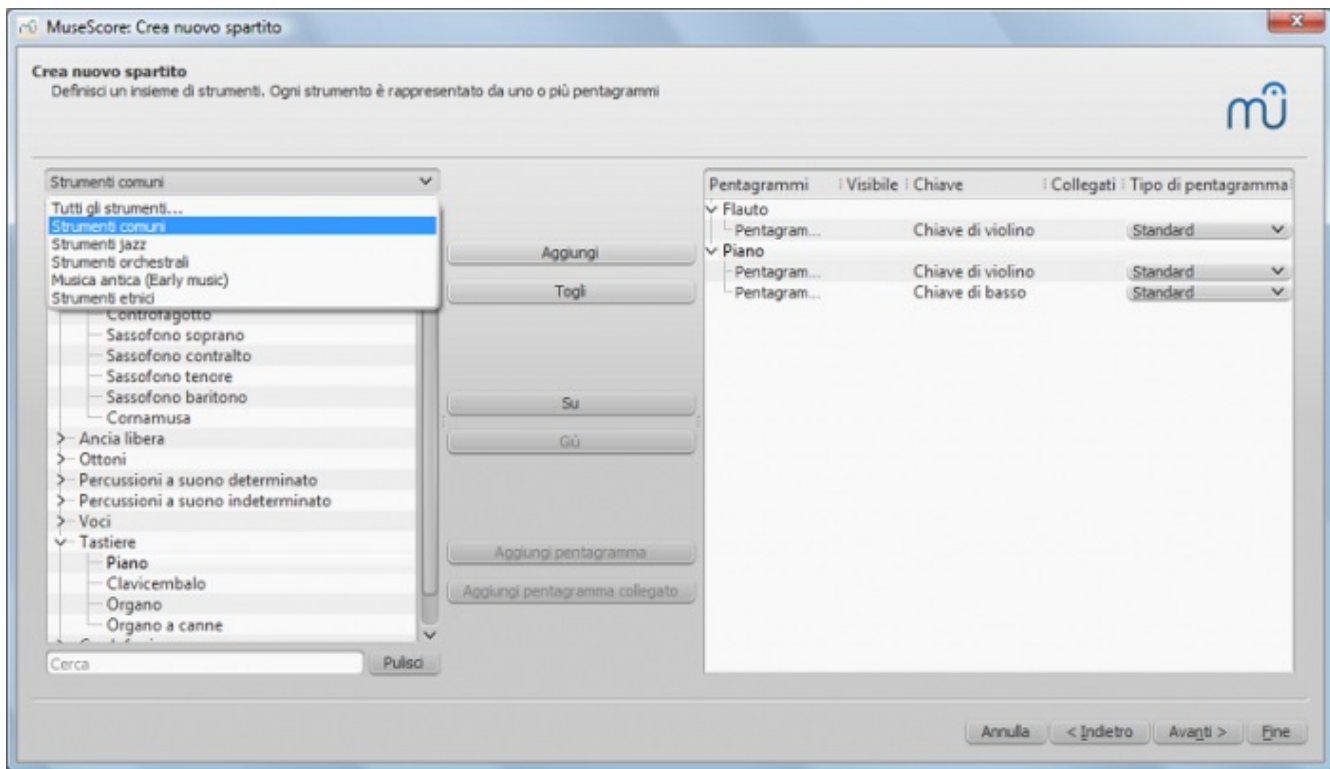 MuseScore: Crea nuovo spartito
Crea nuovo spartito
Definisci un insieme di strumenti. Ogni strumento è rappresentato da uno o più pentagrammi
Strumenti comuni
Tutti gli strumenti...
Strumenti comuni
Strumenti jazz
Strumenti orchestrali
Musica antica (Early music)
Strumenti etnici
Controfagotto
Sassofono soprano
Sassofono contralto
Sassofono tenore
Sassofono baritono
Cornamusa
Ancia libera
Ottoni
Percussioni a suono determinato
Percussioni a suono indeterminato
Voci
Tastiere
Piano
Clavicembalo
Organo
Organo a canne
Cerca Pulisci
Aggiungi
Togli
Su
Giù
Aggiungi pentagramma
Aggiungi pentagramma collegato
Pentagrammi Visibile Chiave Collegati Tipo di pentagramma
Flauto
Pentagram... Chiave di violino Standard
Piano
Pentagram... Chiave di violino Standard
Pentagram... Chiave di basso Standard
Annulla < Indietro Avanti > Fine